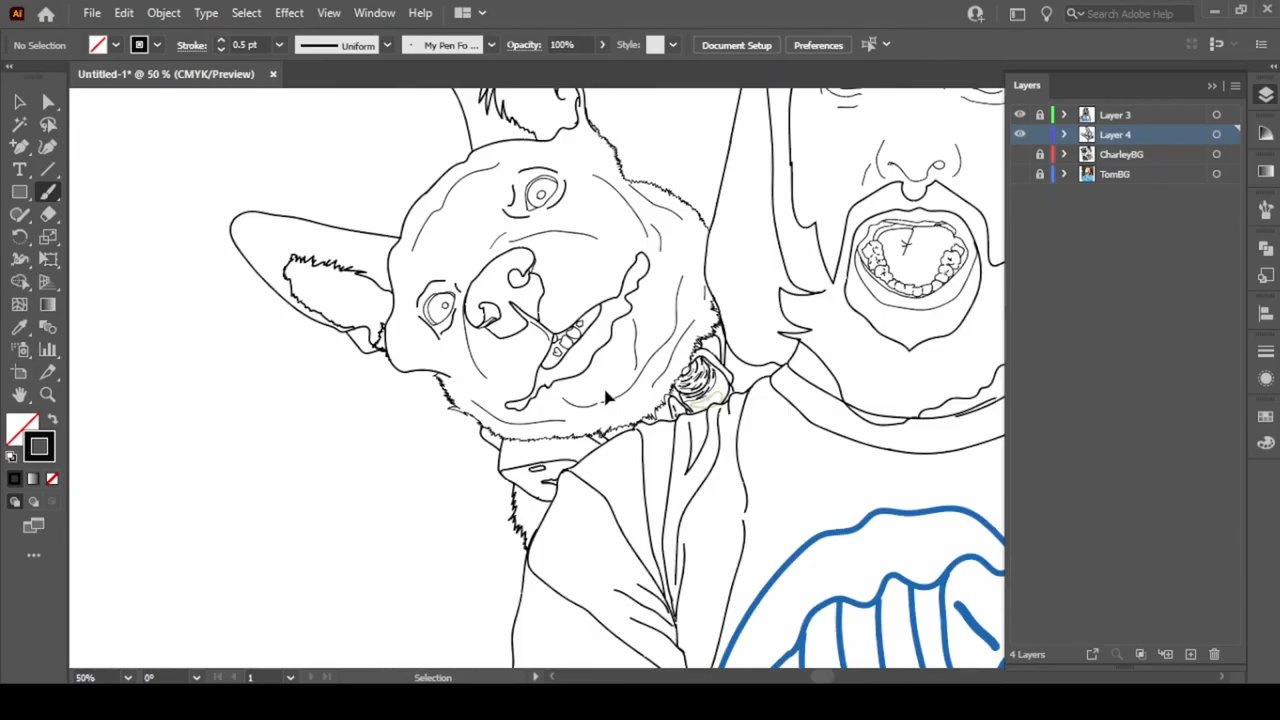 Ai File Edit Object Type Select Effect View Window Help Search Adobe Help
No Selection Stroke: 0.5 pt Uniform My Pen Fo... Opacity: 100% Style: Document Setup Preferences
Untitled-1* @ 50 % (CMYK/Preview) ×
Layers
Layer 3
Layer 4
CharleyBG
TomBG
4 Layers
50% 0° 1 Selection